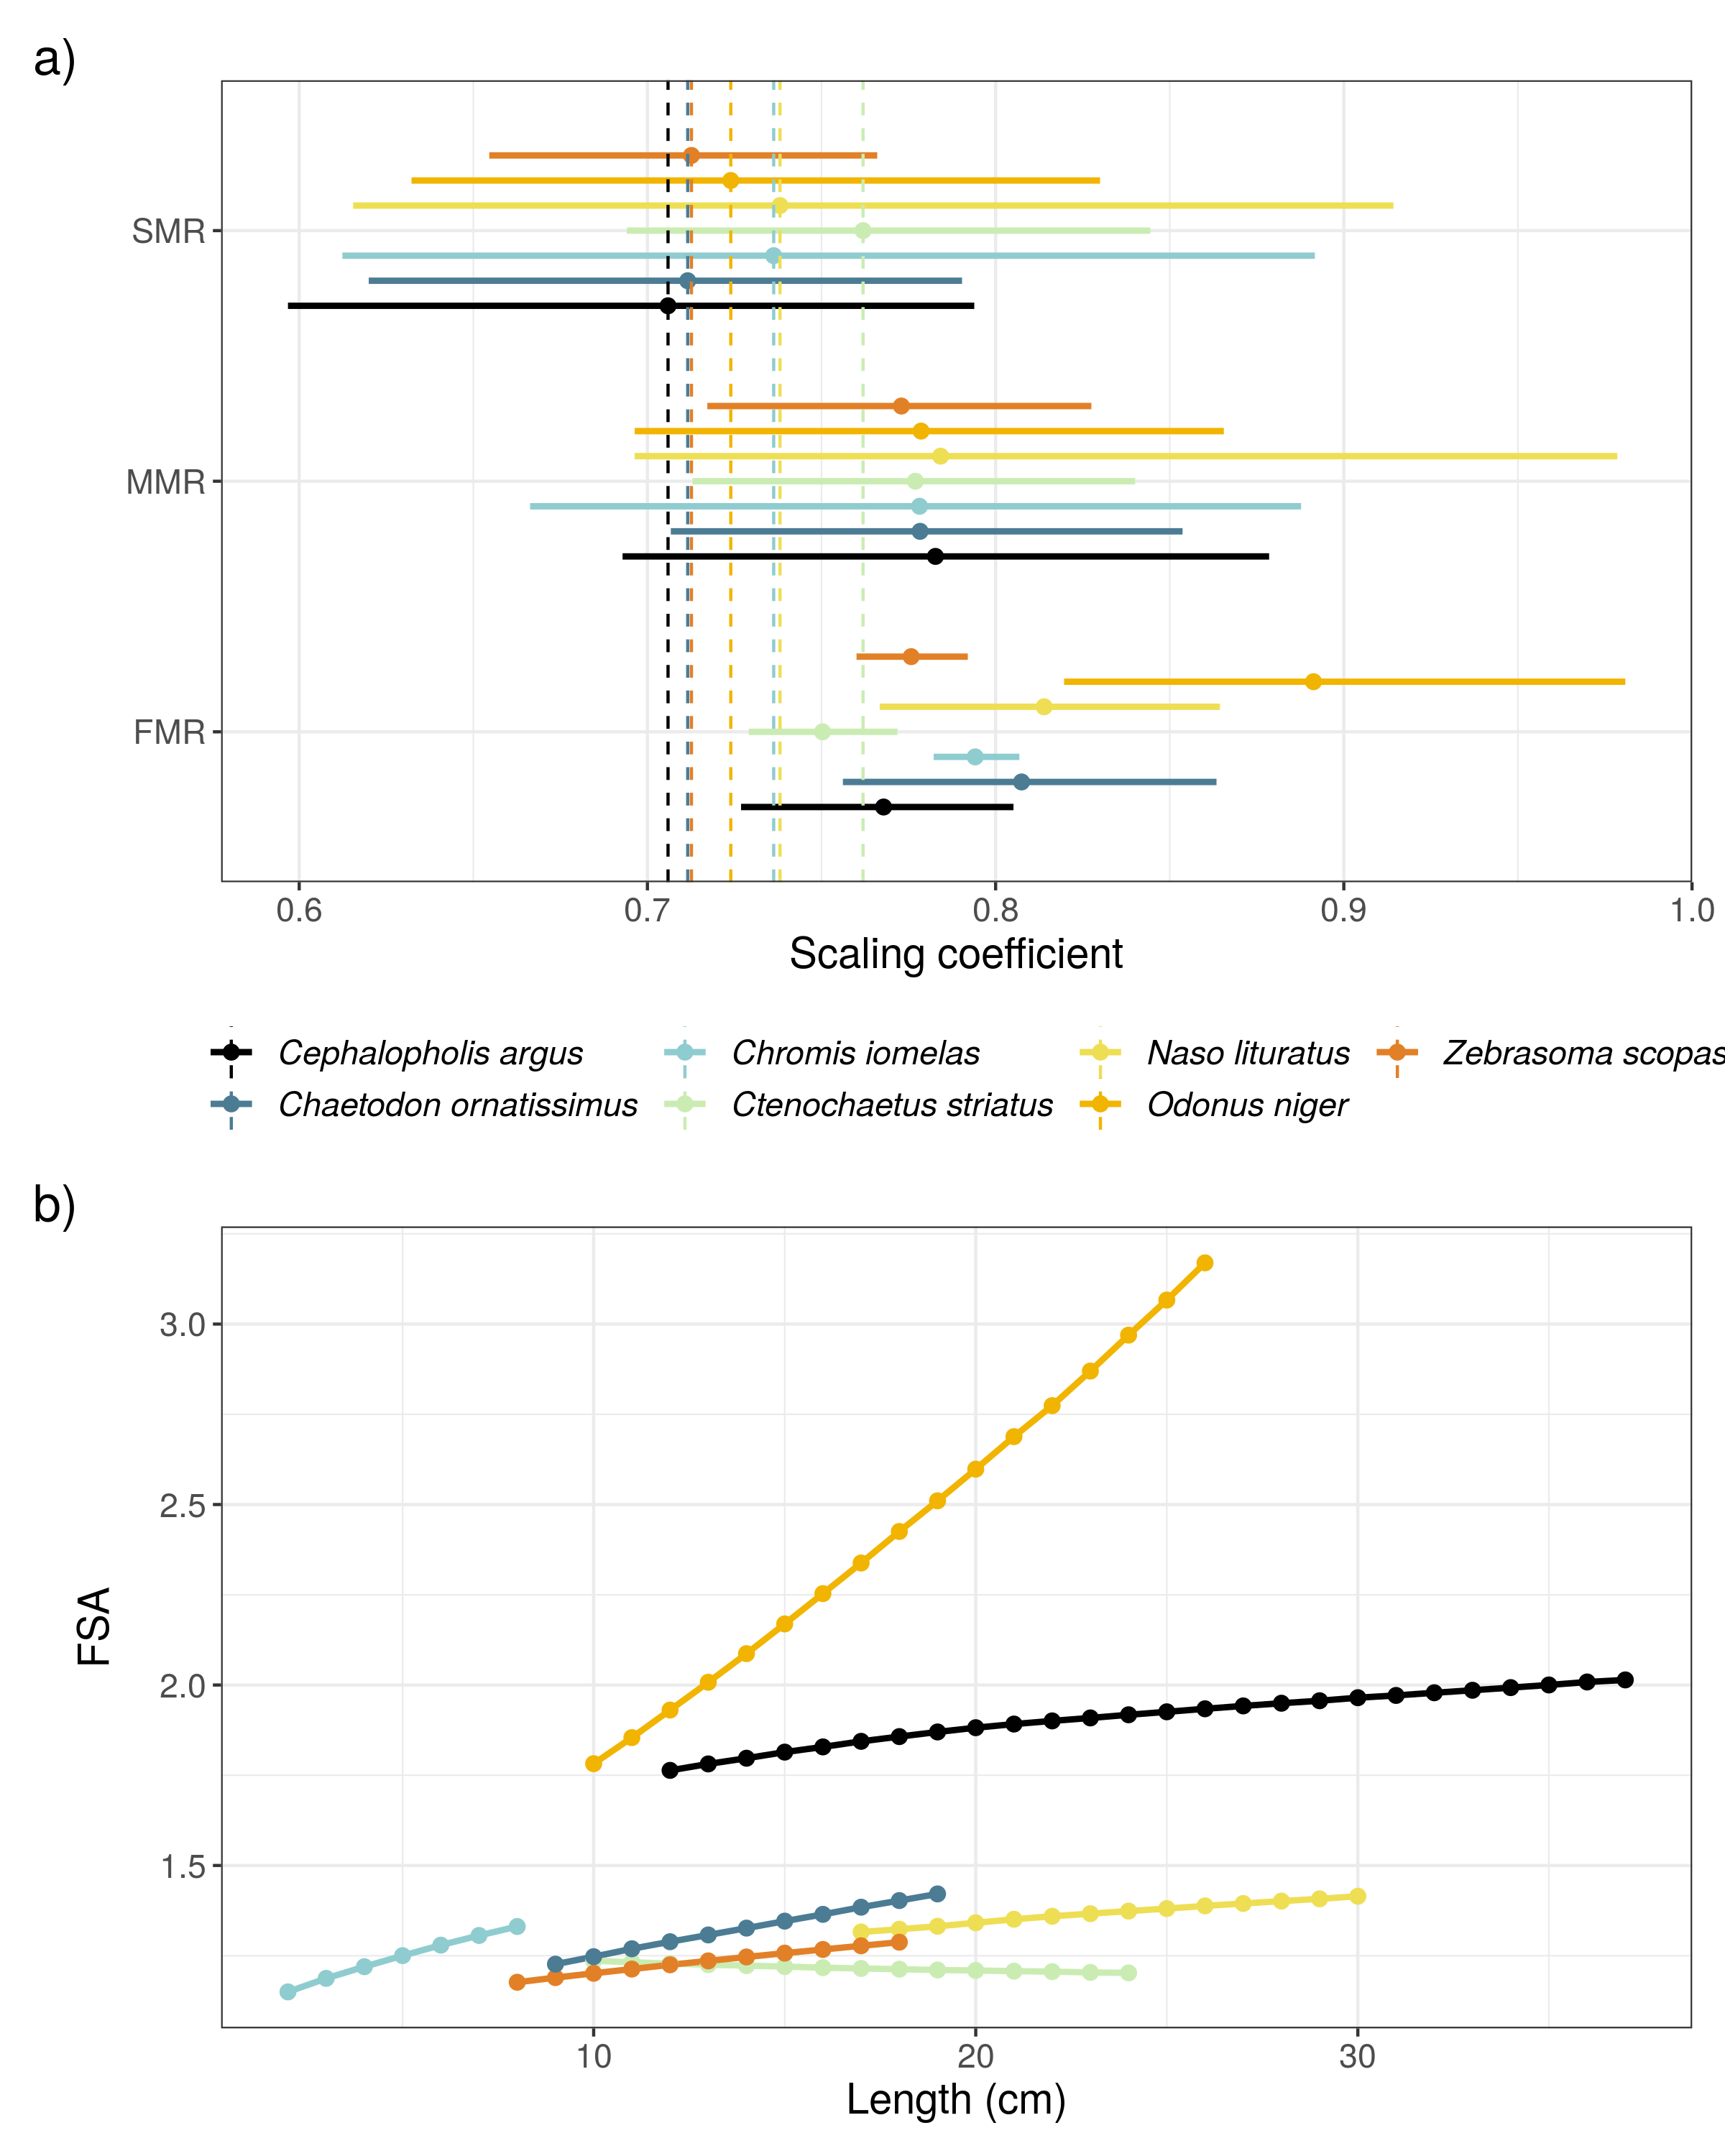 a)
SMR
MMR
FMR
0.6 0.7 0.8 0.9 1.0
Scaling coefficient
Cephalopholis argus Chromis iomelas Naso lituratus Zebrasoma scopas
Chaetodon ornatissimus Ctenochaetus striatus Odonus niger
b)
3.0
2.5
2.0
1.5
FSA
10 20 30
Length (cm)